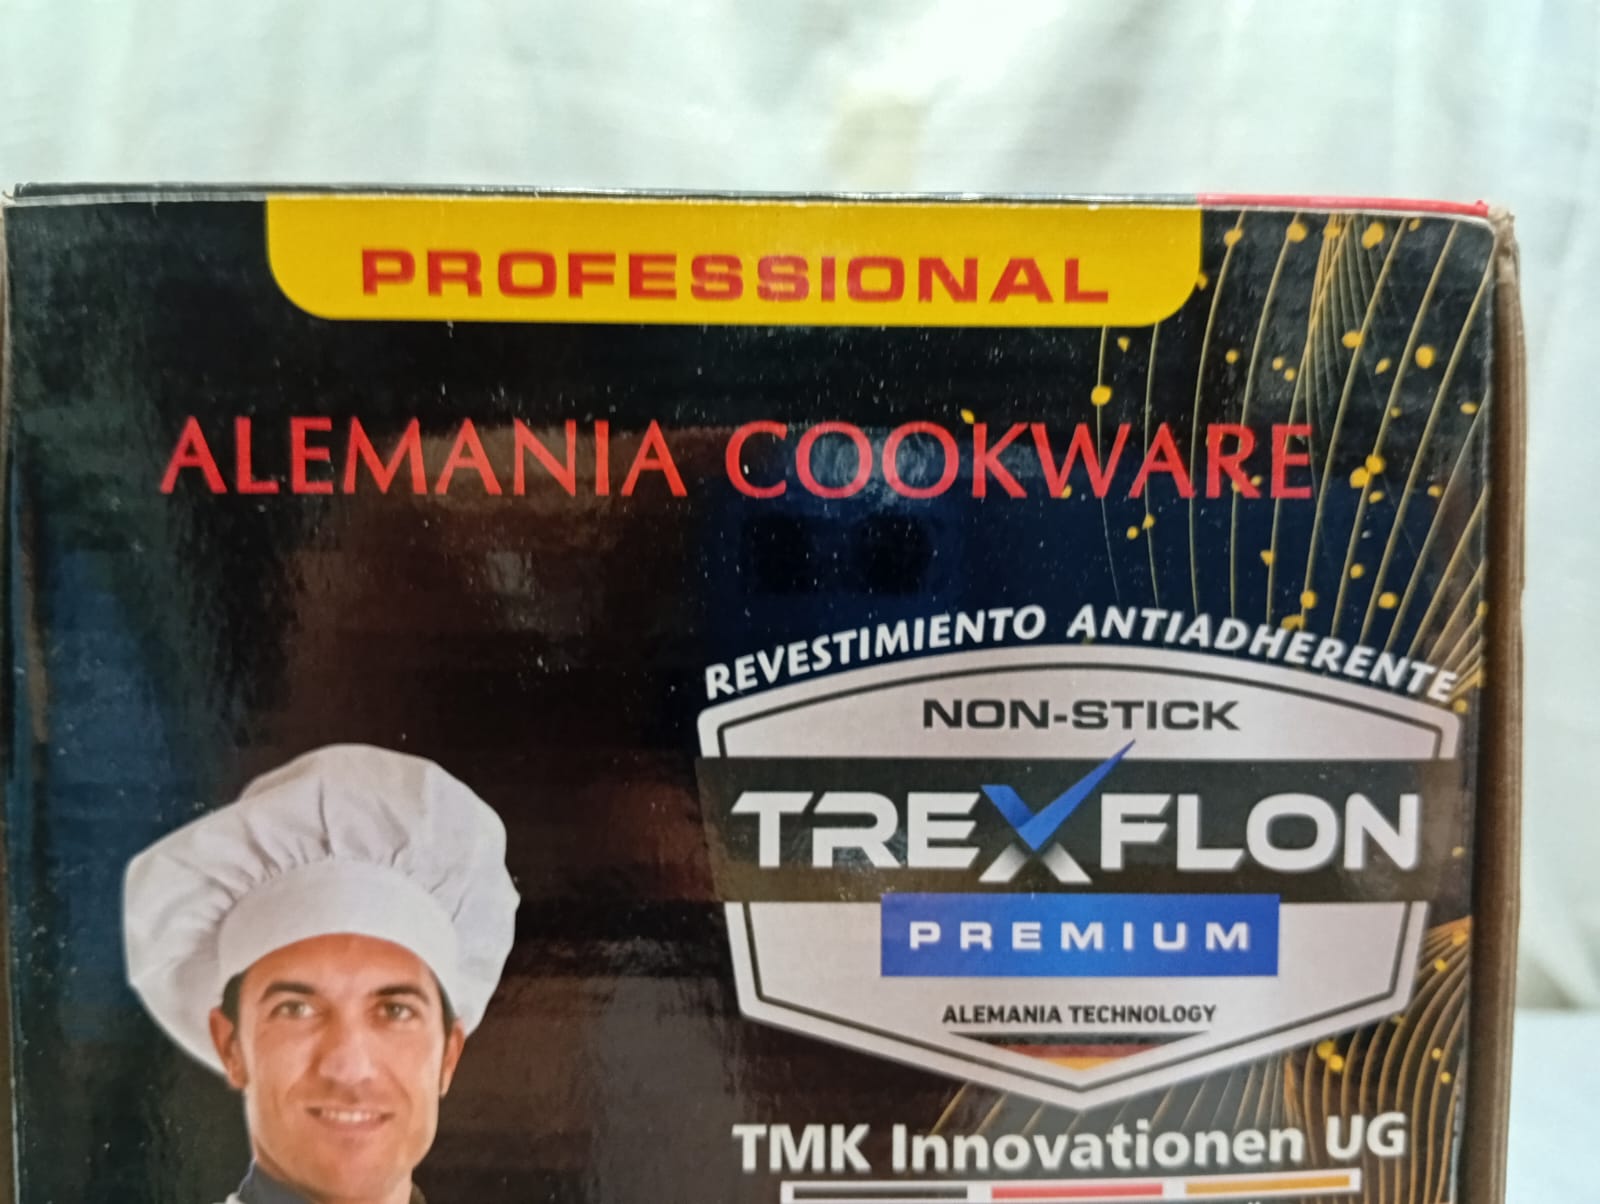 PROFESSIONAL
ALEMANIA COOKWARE
REVESTIMIENTO ANTIADHERENTE
NON-STICK
TREXFLON
PREMIUM
ALEMANIA TECHNOLOGY
TMK Innovationen UG